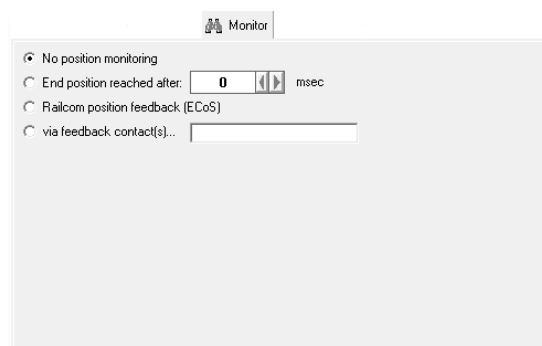 Monitor
No position monitoring
End position reached after: 0 msec
Railcom position feedback (ECoS)
via feedback contact(s)...